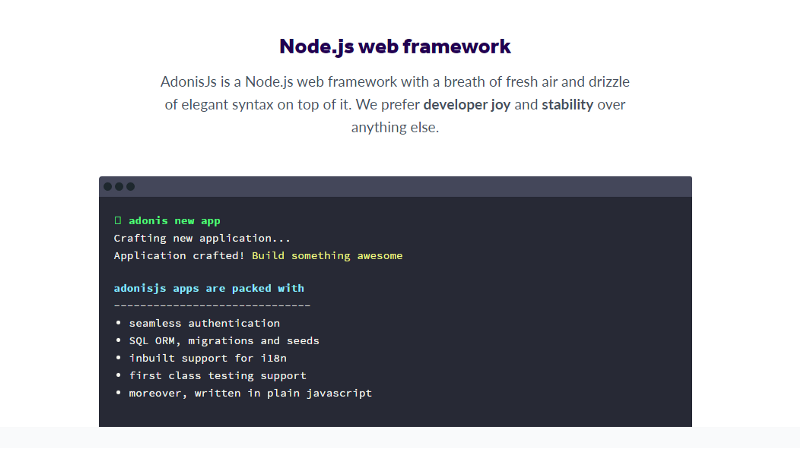 Node.js web framework
AdonisJs is a Node.js web framework with a breath of fresh air and drizzle
of elegant syntax on top of it. We prefer developer joy and stability over
anything else.
adonis new app
Crafting new application...
Application crafted! Build something awesome
adonisjs apps are packed with
------------------------------
• seamless authentication
• SQL ORM, migrations and seeds
• inbuilt support for i18n
• first class testing support
• moreover, written in plain javascript